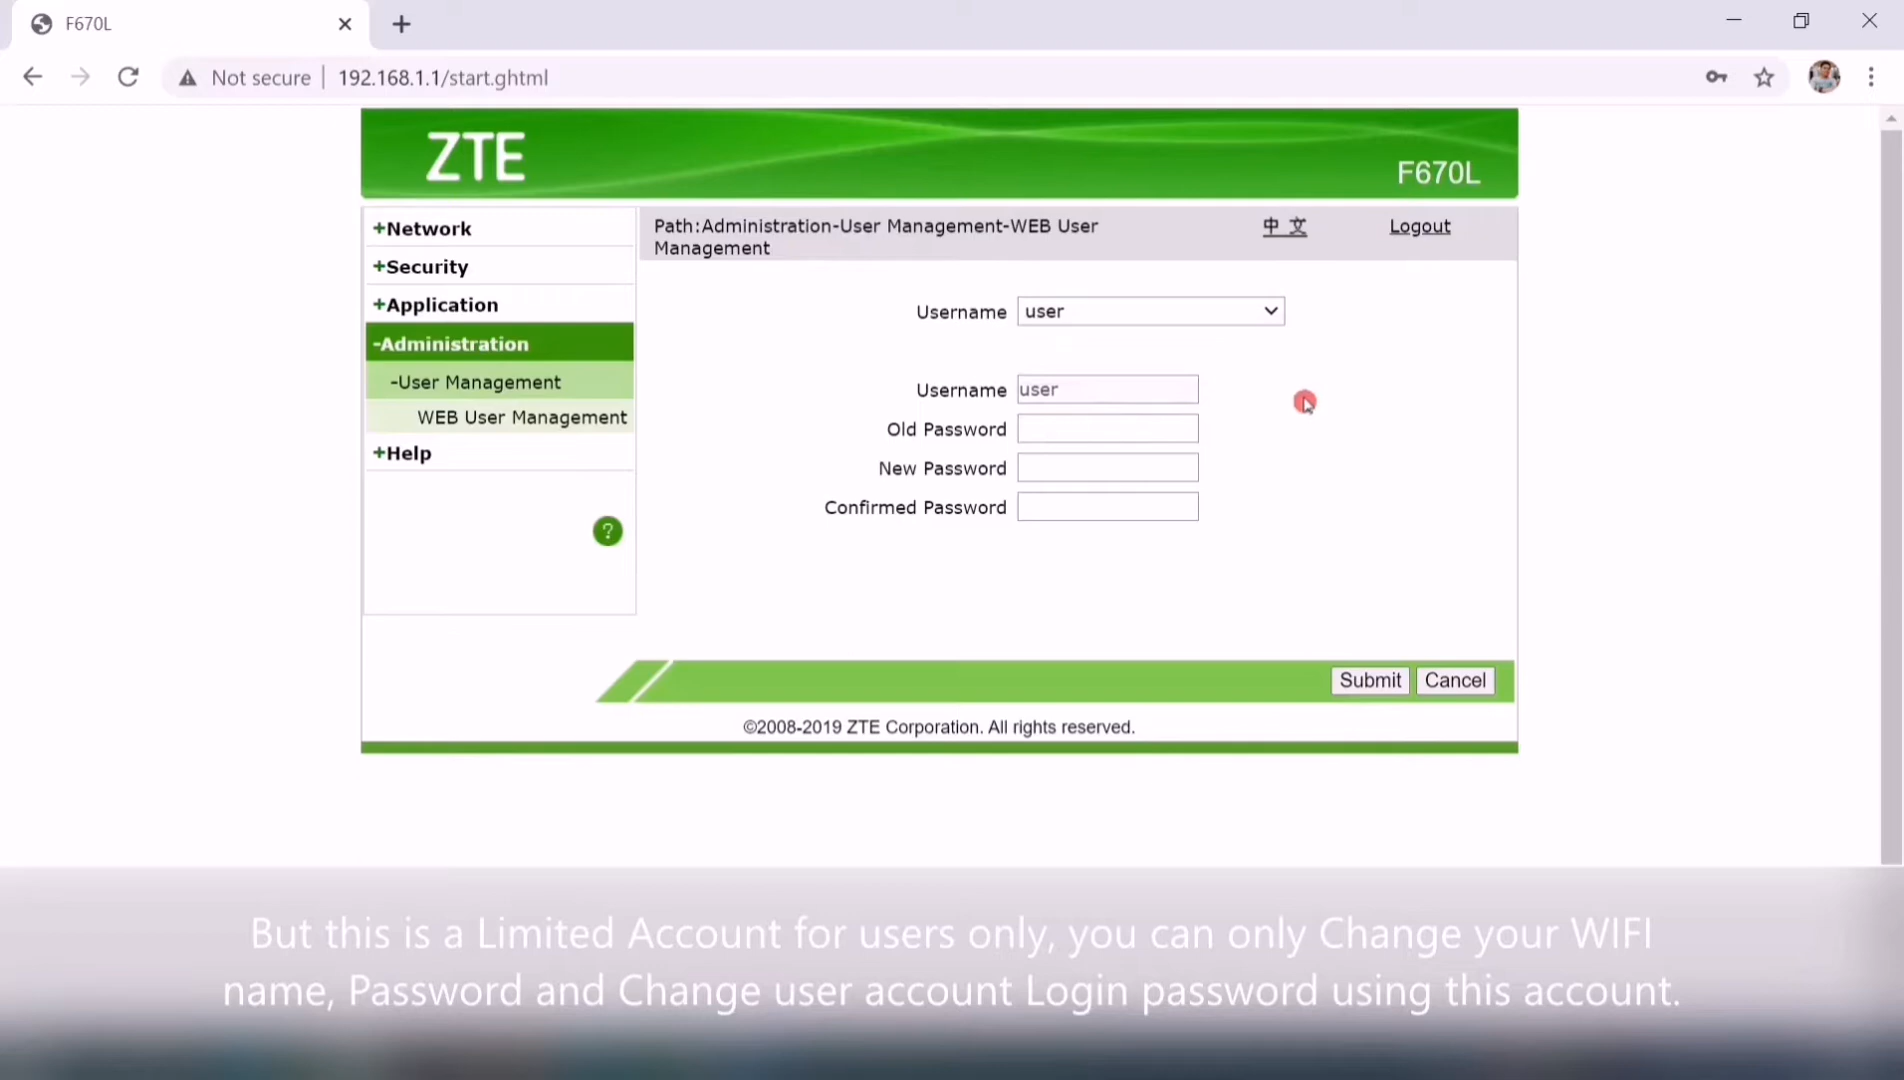 F670L
Not secure
192.168.1.1/start.ghtml
ZTE
F670L
+Network
+Security
+Application
-Administration
-User Management
WEB User Management
+Help
?
Path:Administration-User Management-WEB User
Management
中 文
Logout
Username
user
Username
user
Old Password
New Password
Confirmed Password
Submit
Cancel
©2008-2019 ZTE Corporation. All rights reserved.
But this is a Limited Account for users only, you can only Change your WIFI
name, Password and Change user account Login password using this account.